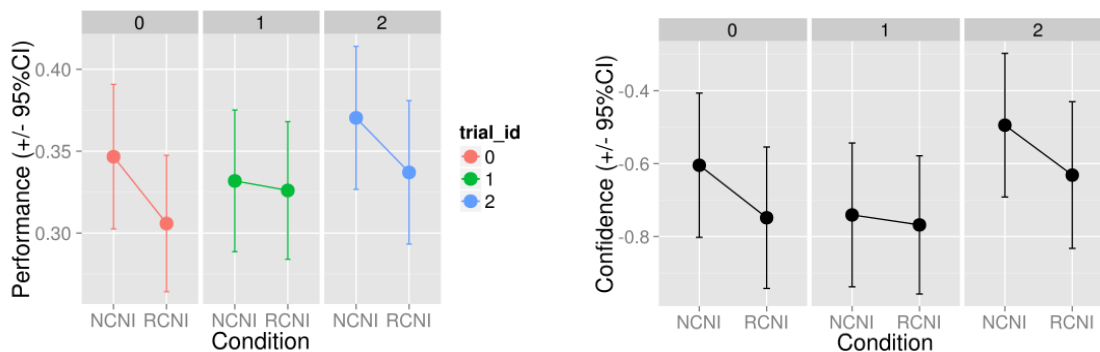 0 1 2
Performance (+/- 95%CI)
0.40
0.35
0.30
NCNI RCNI NCNI RCNI NCNI RCNI
Condition
trial_id
0
1
2
0 1 2
Confidence (+/- 95%CI)
-0.4
-0.6
-0.8
NCNI RCNI NCNI RCNI NCNI RCNI
Condition